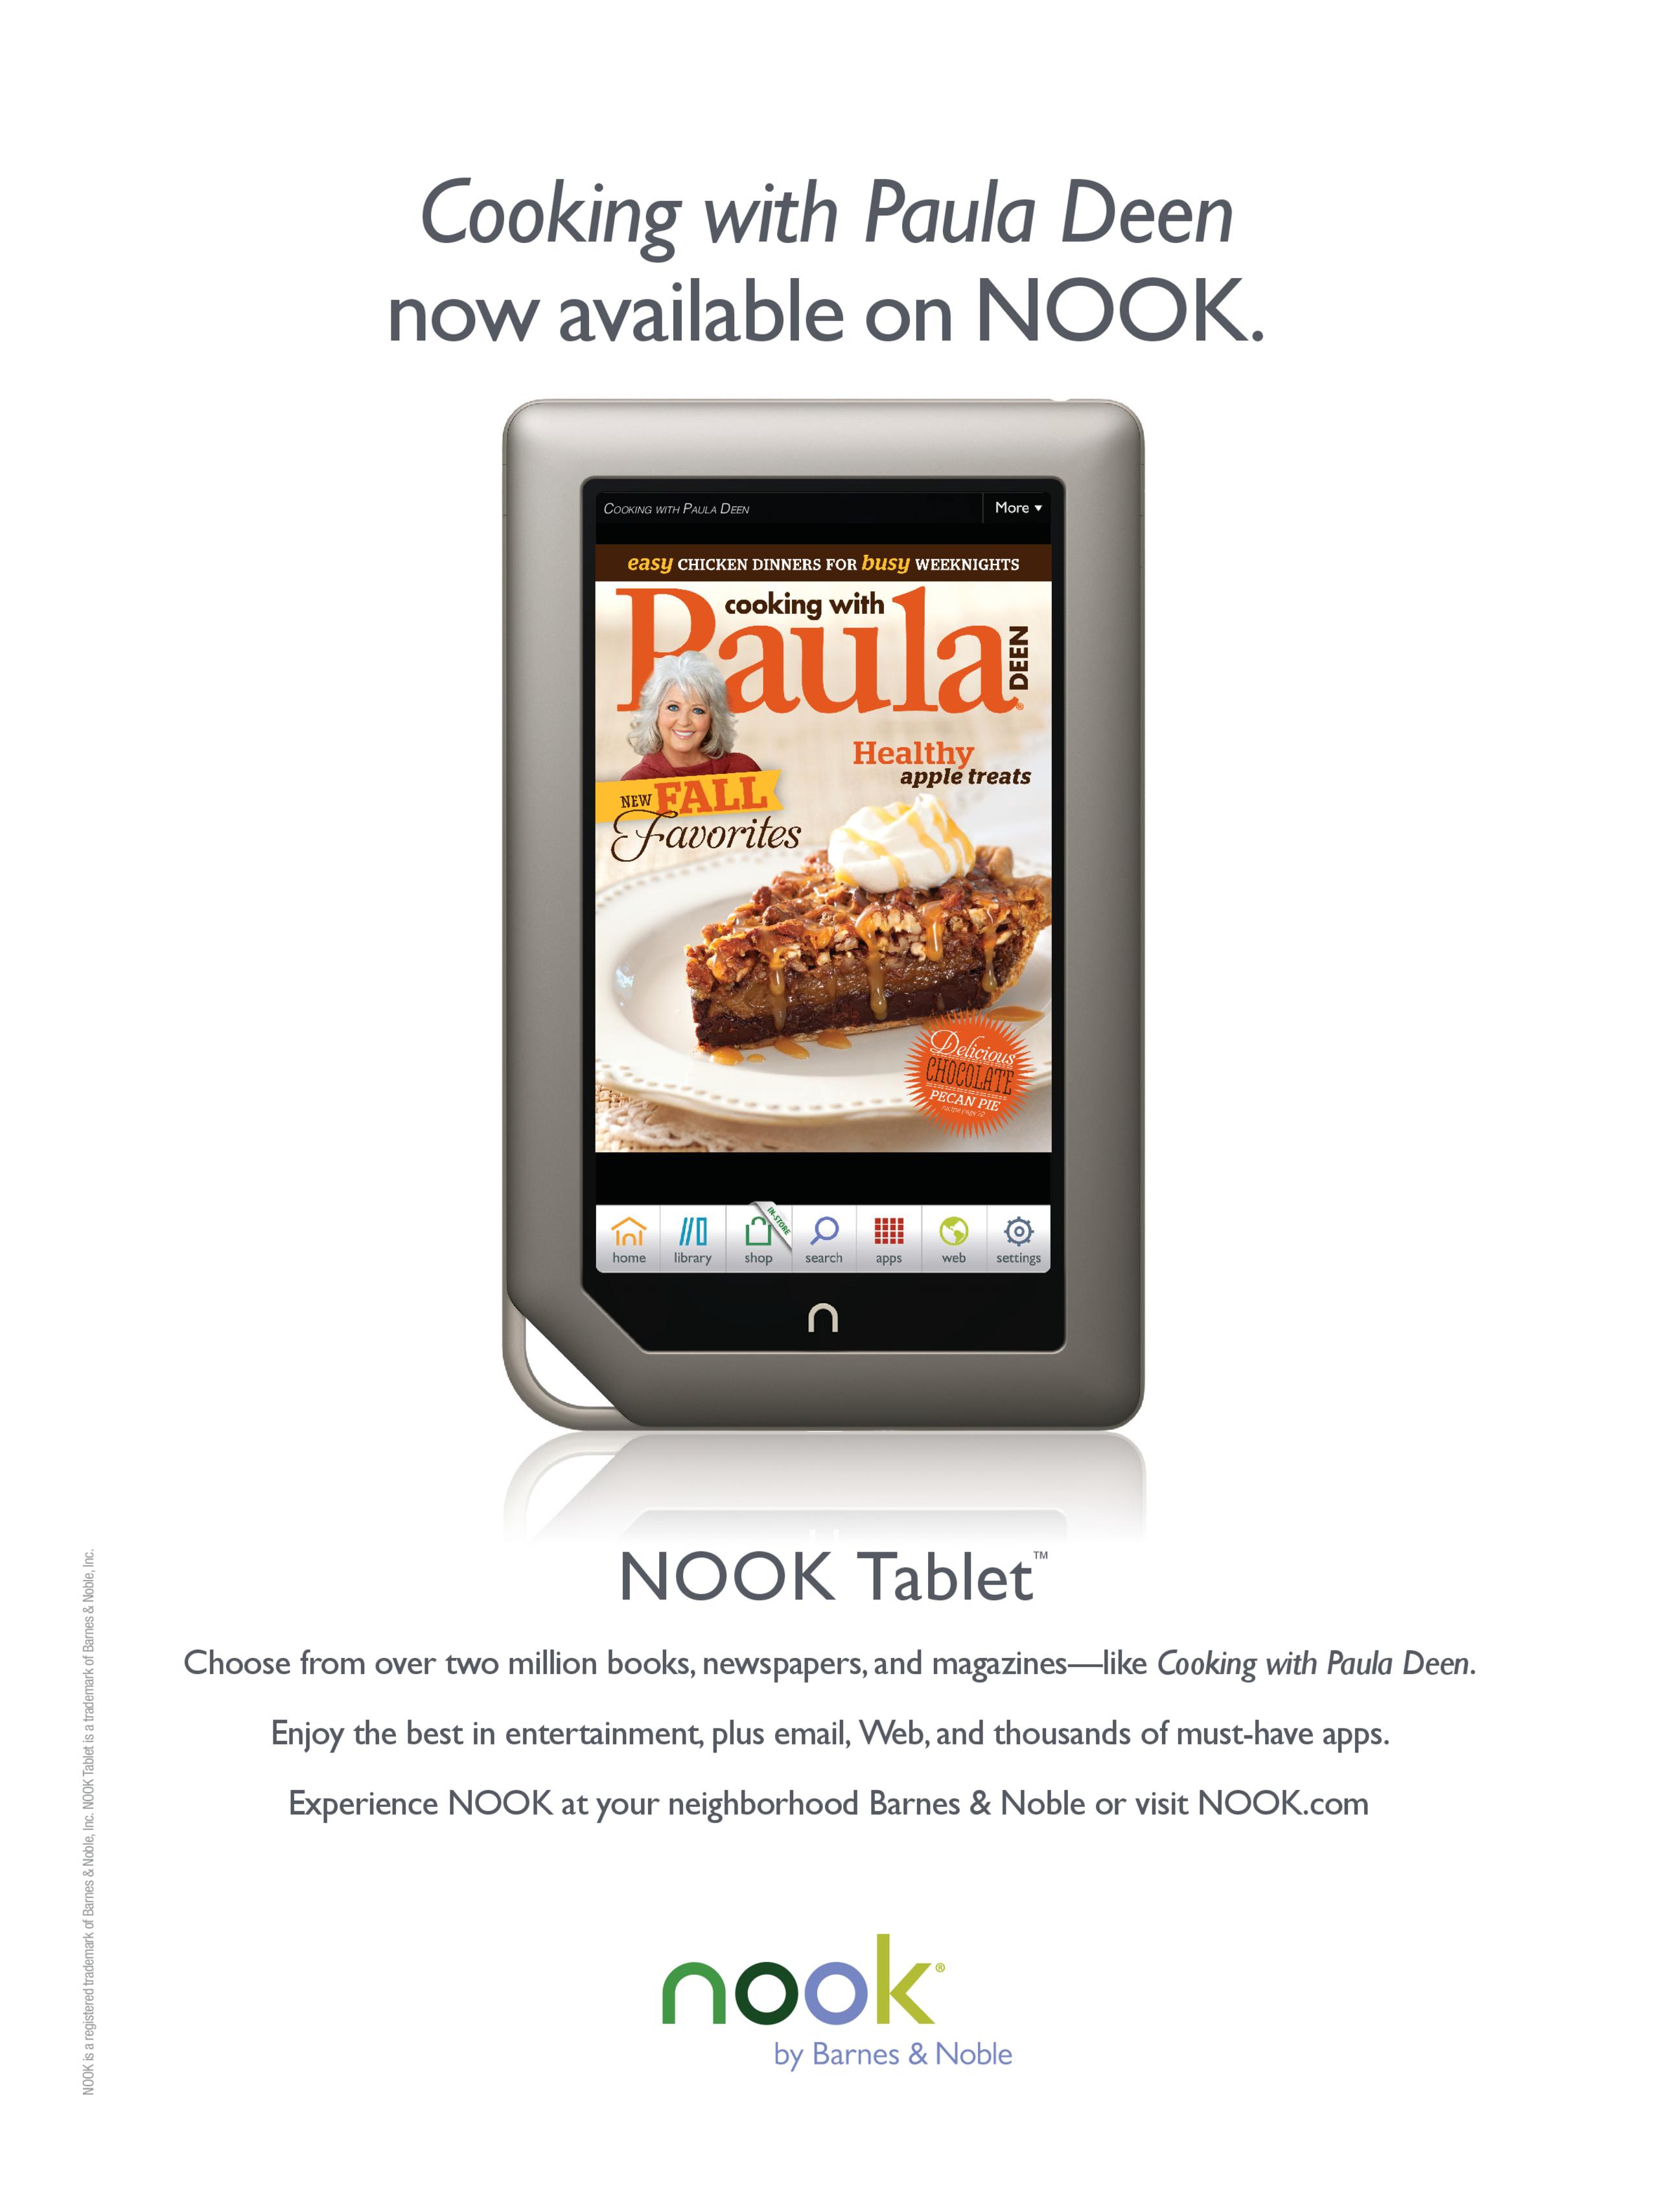 Cooking with Paula Deen
now available on NOOK.
COOKING WITH PAULA DEEN
More ▼
easy CHICKEN DINNERS FOR busy WEEKNIGHTS
cooking with
Paula
DEEN
®
Healthy
apple treats
NEW FALL
Favorites
Delicious
CHOCOLATE
PECAN PIE
IN-STORE
home library shop search apps web settings
n
NOOK Tablet™
Choose from over two million books, newspapers, and magazines—like Cooking with Paula Deen.
Enjoy the best in entertainment, plus email, Web, and thousands of must-have apps.
Experience NOOK at your neighborhood Barnes & Noble or visit NOOK.com
nook®
by Barnes & Noble
NOOK is a registered trademark of Barnes & Noble, Inc. NOOK Tablet is a trademark of Barnes & Noble, Inc.